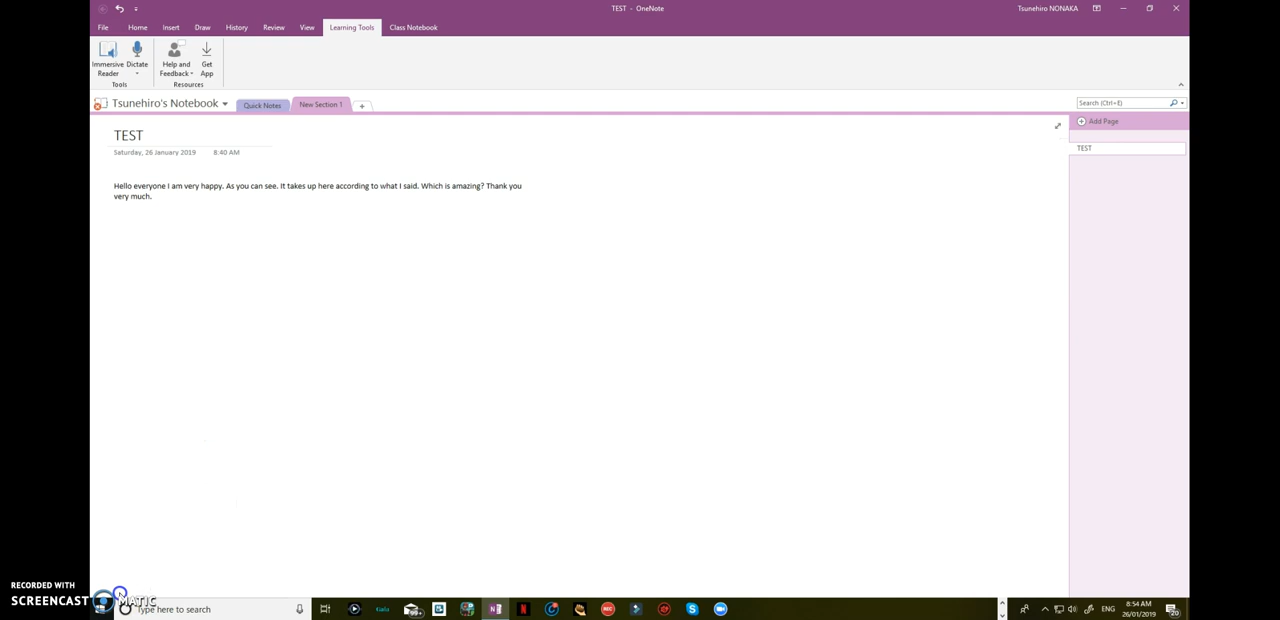 TEST - OneNote
Tsunehiro NONAKA
File Home Insert Draw History Review View Learning Tools Class Notebook
Immersive Reader
Dictate
Help and Feedback
Get App
Tools
Resources
Tsunehiro's Notebook
Quick Notes
New Section 1
Search (Ctrl+E)
TEST
Saturday, 26 January 2019 8:40 AM
Add Page
TEST
Hello everyone I am very happy. As you can see. It takes up here according to what I said. Which is amazing? Thank you
very much.
RECORDED WITH
SCREENCAST MATIC
Type here to search
99+
N
REC
ENG
8:54 AM
26/01/2019
20